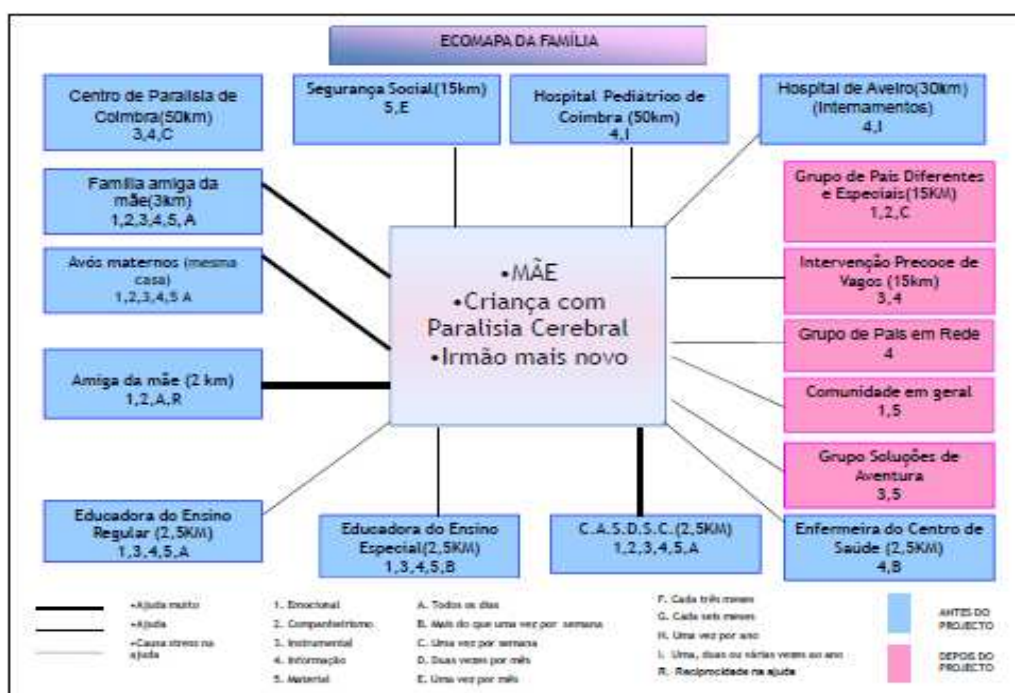 ECOMAPA DA FAMÍLIA
Centro de Paralisia de
Coimbra(50km)
3,4,C
Segurança Social(15km)
5,E
Hospital Pediátrico de
Coimbra (50km)
4,I
Hospital de Aveiro(30km)
(Internamentos)
4,I
Família amiga da
mãe(3km)
1,2,3,4,5, A
Avós maternos (mesma
casa)
1,2,3,4,5 A
Amiga da mãe (2 km)
1,2,A,R
•MÃE
•Criança com
Paralisia Cerebral
•Irmão mais novo
Grupo de Pais Diferentes
e Especiais(15KM)
1,2,C
Intervenção Precoce de
Vagos (15km)
3,4
Grupo de Pais em Rede
4
Comunidade em geral
1,5
Grupo Soluções de
Aventura
3,5
Educadora do Ensino
Regular (2,5KM)
1,3,4,5,A
Educadora do Ensino
Especial(2,5KM)
1,3,4,5,B
C.A.S.D.S.C.(2,5KM)
1,2,3,4,5,A
Enfermeira do Centro de
Saúde (2,5KM)
4,B
•Ajuda muito
•Ajuda
•Causa stress na
ajuda
1. Emocional
2. Companheirismo
3. Instrumental
4. Informação
5. Material
A. Todos os dias
B. Mais do que uma vez por semana
C. Uma vez por semana
D. Duas vezes por mês
E. Uma vez por mês
F. Cada três meses
G. Cada seis meses
H. Uma vez por ano
I. Uma, duas ou várias vezes ao ano
R. Reciprocidade na ajuda
ANTES DO
PROJECTO
DEPOIS DO
PROJECTO